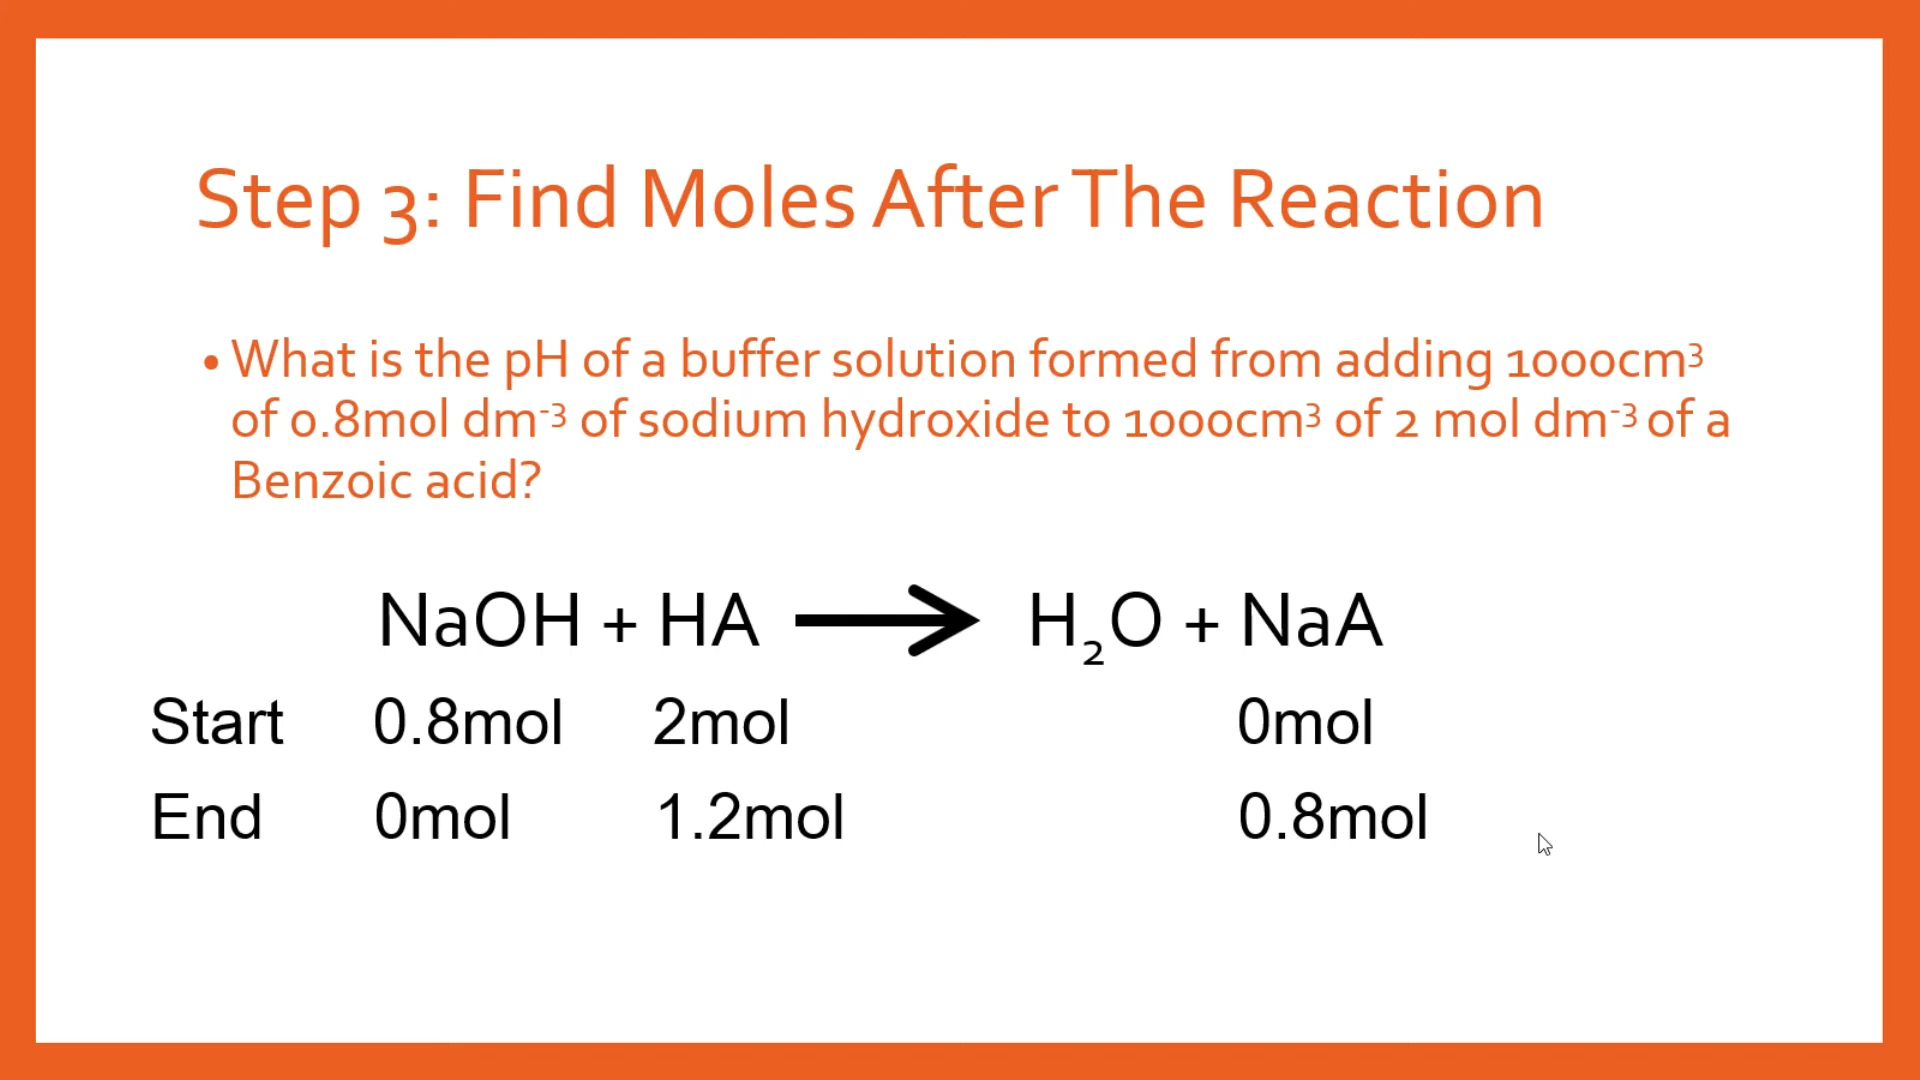 Step 3: Find Moles After The Reaction
• What is the pH of a buffer solution formed from adding 1000cm³
of 0.8mol dm⁻³ of sodium hydroxide to 1000cm³ of 2 mol dm⁻³ of a
Benzoic acid?
NaOH + HA ⟶ H₂O + NaA
Start 0.8mol 2mol 0mol
End 0mol 1.2mol 0.8mol